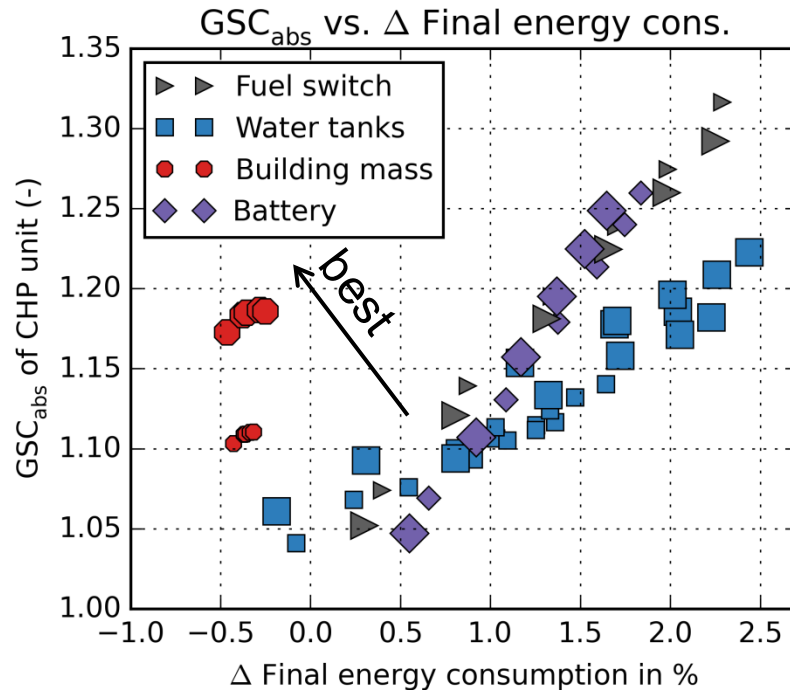 GSCabs vs. Δ Final energy cons.
1.35
1.30
1.25
1.20
1.15
1.10
1.05
1.00
GSCabs of CHP unit (-)
Fuel switch
Water tanks
Building mass
Battery
best
−1.0 −0.5 0.0 0.5 1.0 1.5 2.0 2.5
Δ Final energy consumption in %